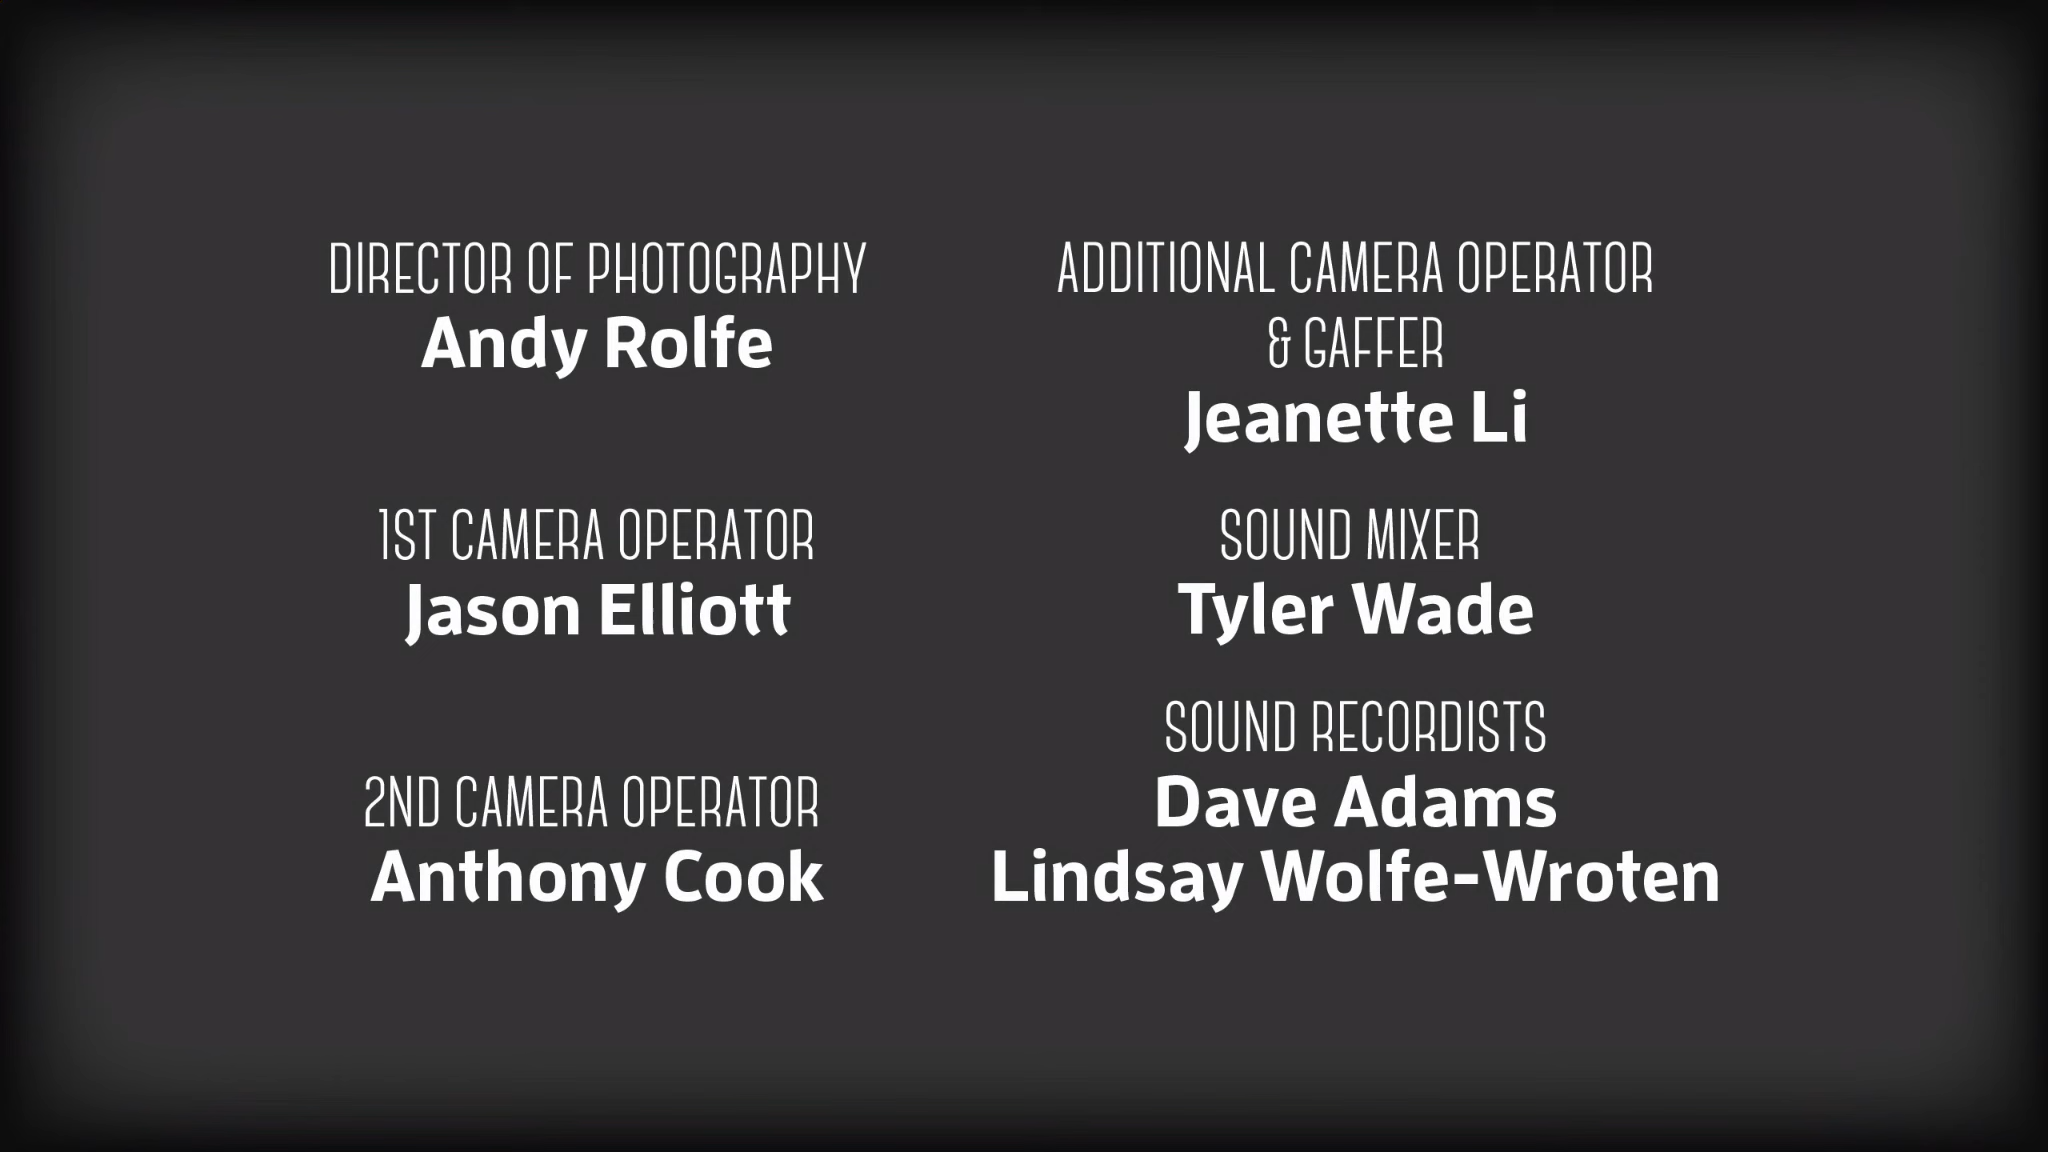 DIRECTOR OF PHOTOGRAPHY
Andy Rolfe
1ST CAMERA OPERATOR
Jason Elliott
2ND CAMERA OPERATOR
Anthony Cook
ADDITIONAL CAMERA OPERATOR
& GAFFER
Jeanette Li
SOUND MIXER
Tyler Wade
SOUND RECORDISTS
Dave Adams
Lindsay Wolfe-Wroten